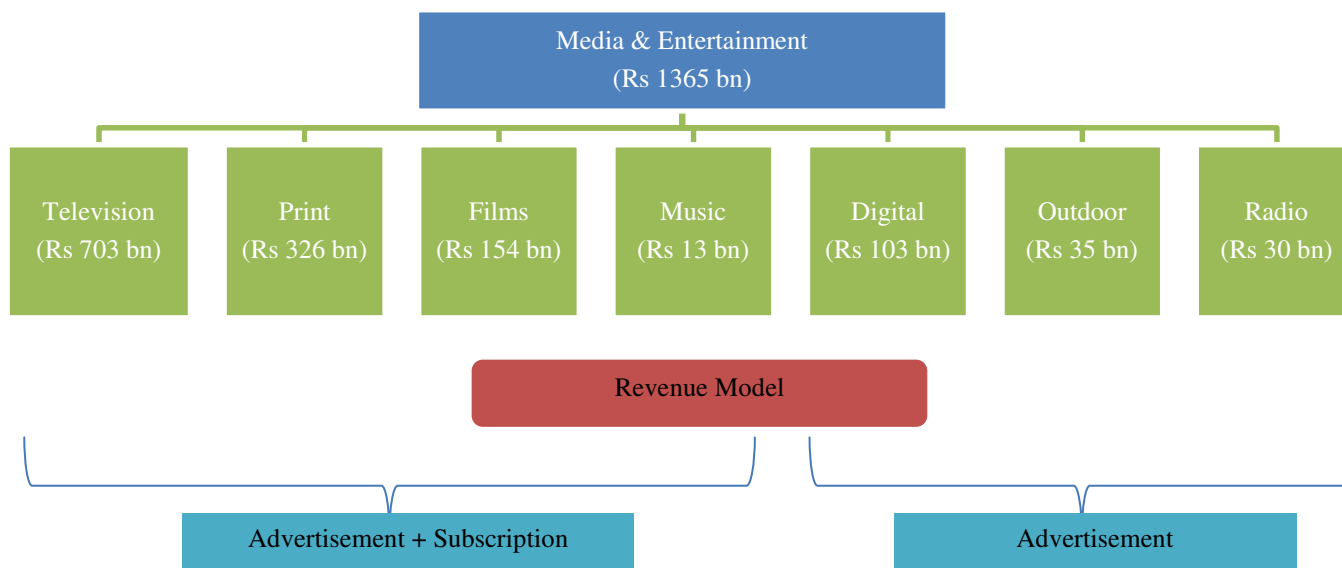 Media & Entertainment
(Rs 1365 bn)
Television
(Rs 703 bn)
Print
(Rs 326 bn)
Films
(Rs 154 bn)
Music
(Rs 13 bn)
Digital
(Rs 103 bn)
Outdoor
(Rs 35 bn)
Radio
(Rs 30 bn)
Revenue Model
Advertisement + Subscription
Advertisement